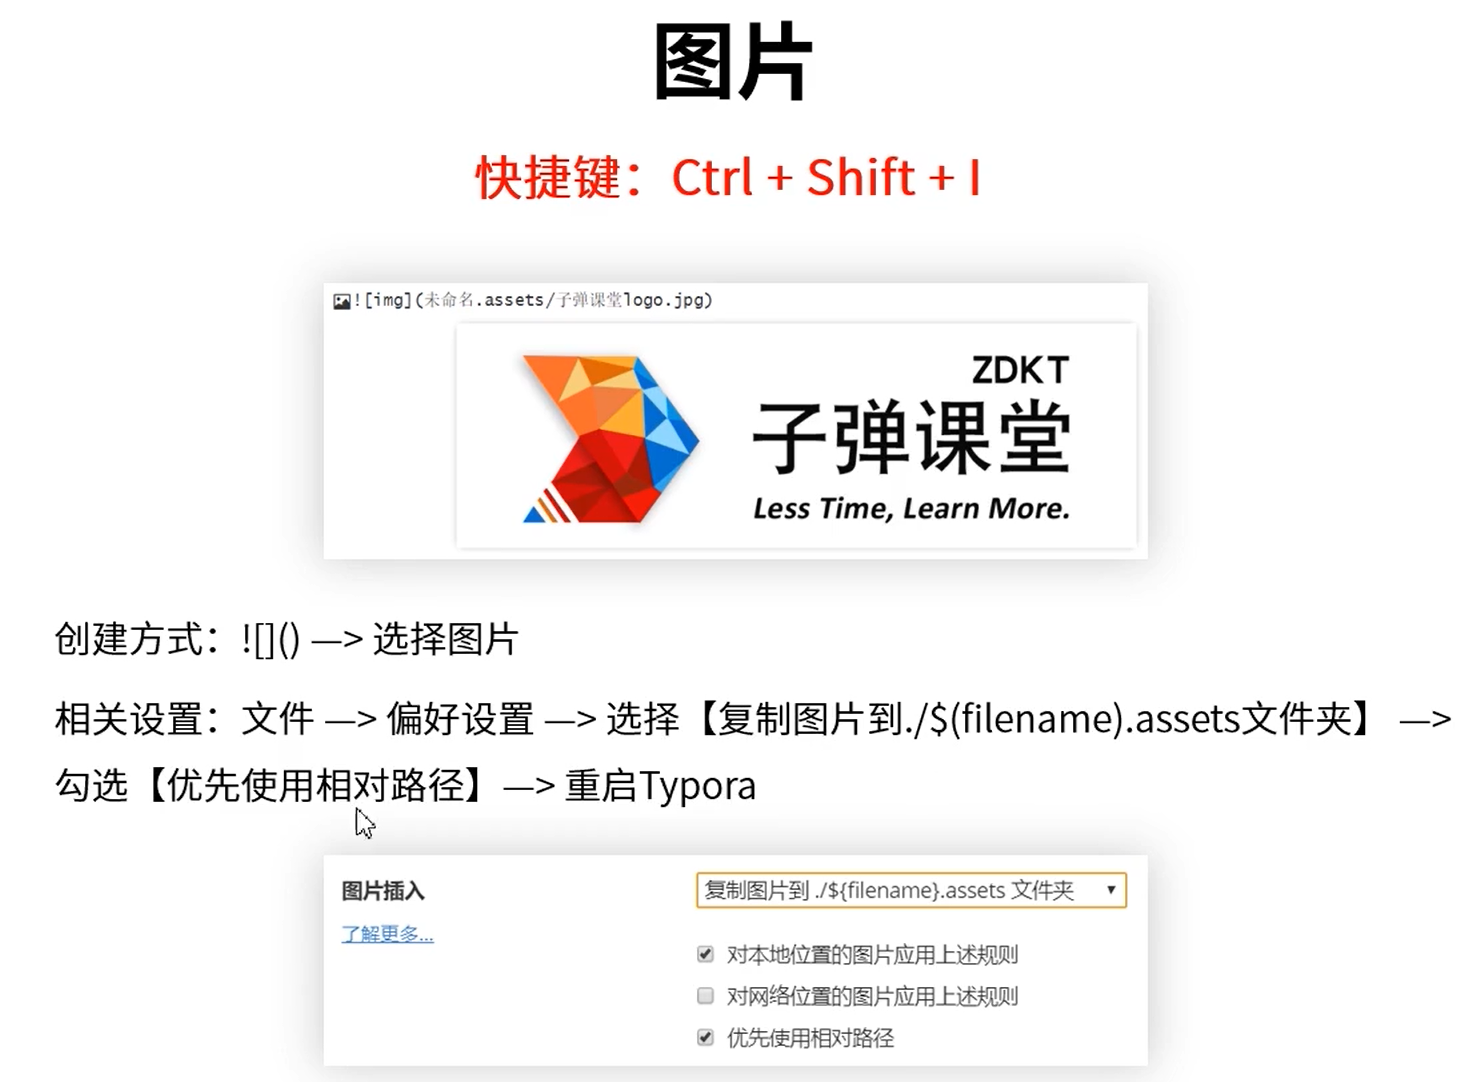 图片
快捷键：Ctrl + Shift + I
![img](未命名.assets/子弹课堂logo.jpg)
ZDKT
子弹课堂
Less Time, Learn More.
创建方式：![]() —> 选择图片
相关设置：文件 —> 偏好设置 —> 选择【复制图片到./$(filename).assets文件夹】 —>
勾选【优先使用相对路径】—> 重启Typora
图片插入
复制图片到 ./${filename}.assets 文件夹
了解更多...
对本地位置的图片应用上述规则
对网络位置的图片应用上述规则
优先使用相对路径